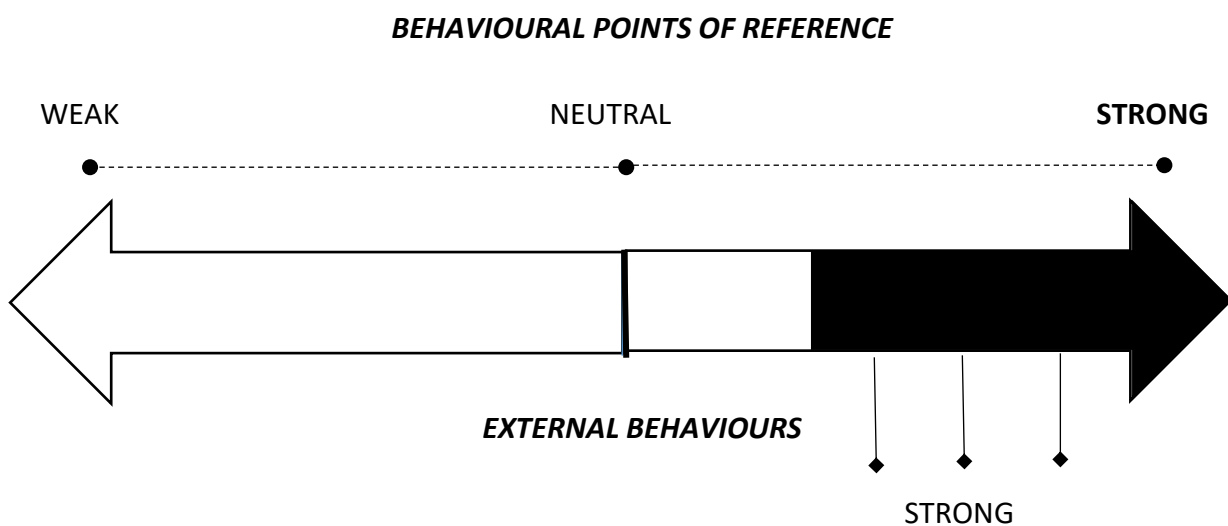 BEHAVIOURAL POINTS OF REFERENCE
WEAK NEUTRAL STRONG
EXTERNAL BEHAVIOURS
STRONG